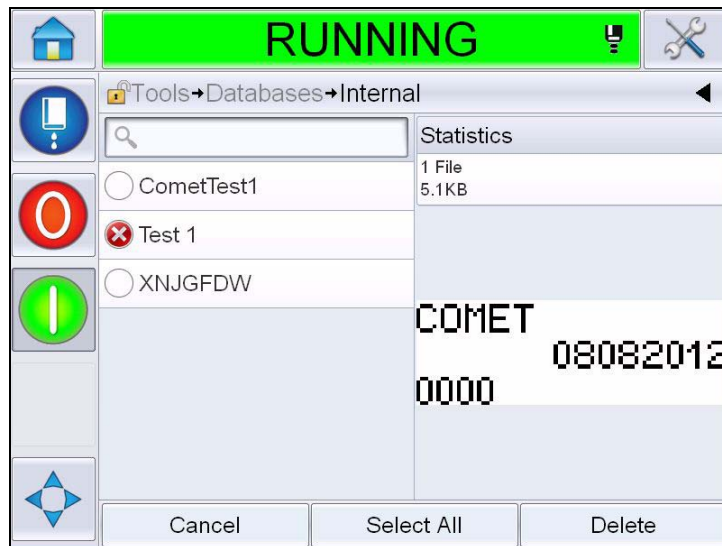 RUNNING
Tools→Databases→Internal
Statistics
1 File
5.1KB
CometTest1
Test 1
XNJGFDW
COMET
08082012
0000
Cancel
Select All
Delete